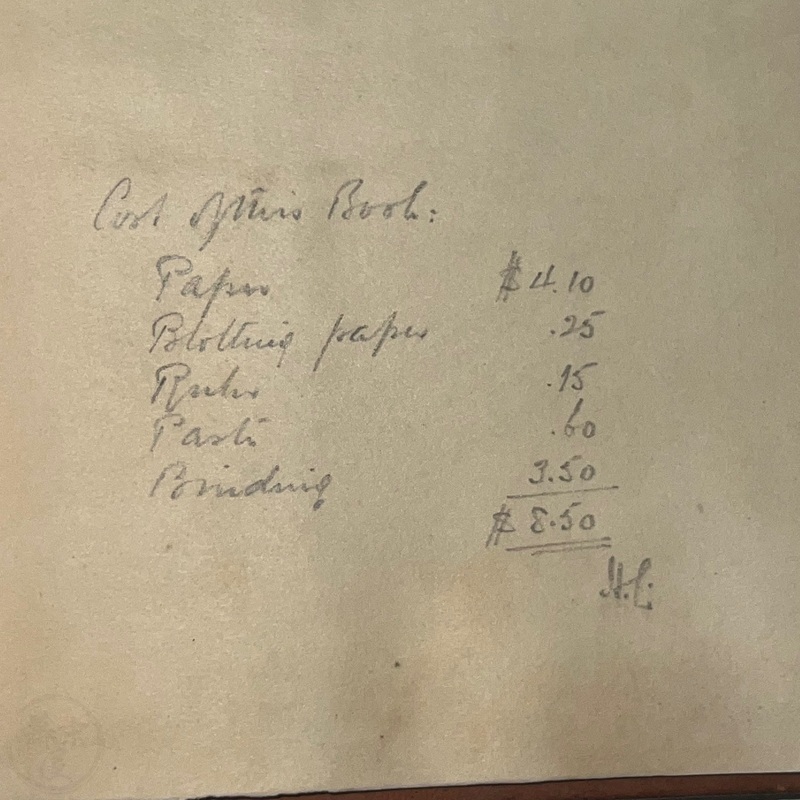 Cost of this Book:
Paper $4.10
Blotting paper .25
Ruler .15
Paste .60
Binding 3.50
$ 8.50
H.C.